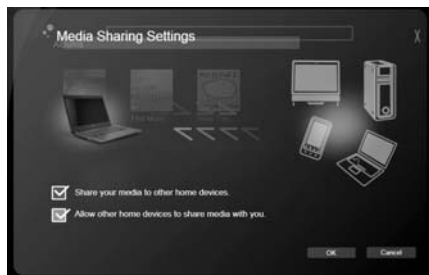 Media Sharing Settings
Share your media to other home devices.
Allow other home devices to share media with you.
OK
Cancel